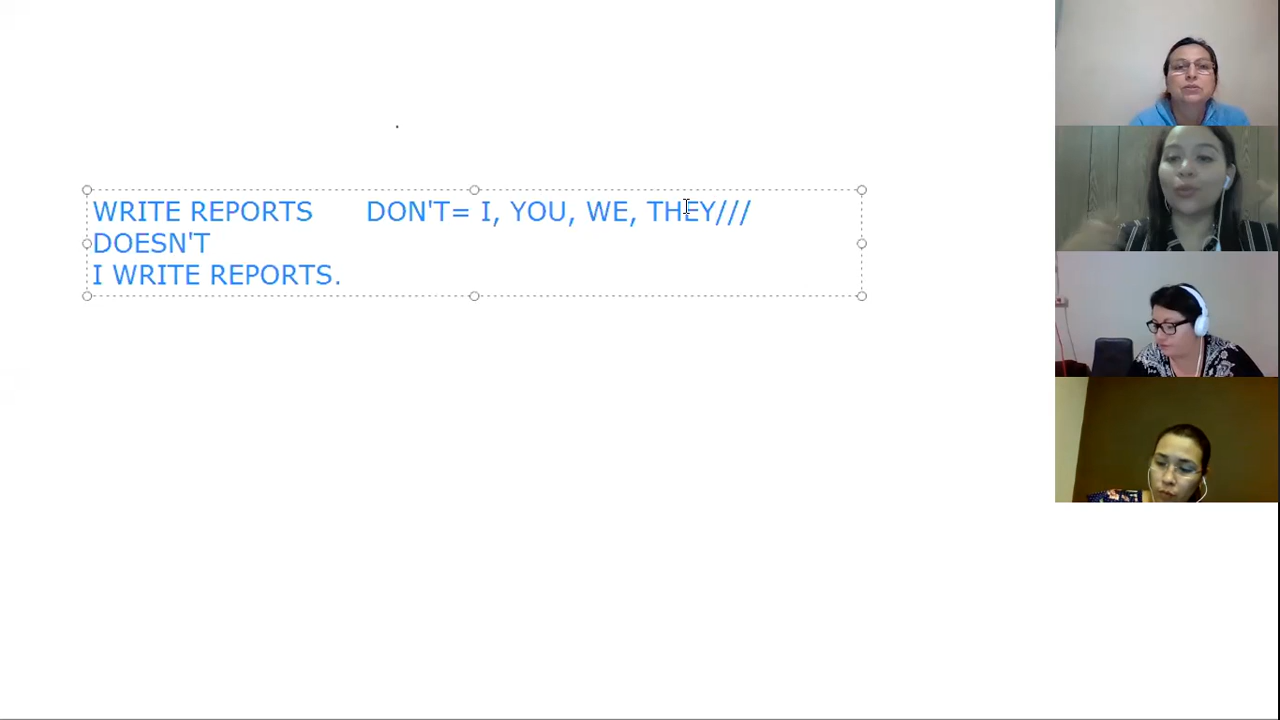 WRITE REPORTS DON'T= I, YOU, WE, THEY///
DOESN'T
I WRITE REPORTS.